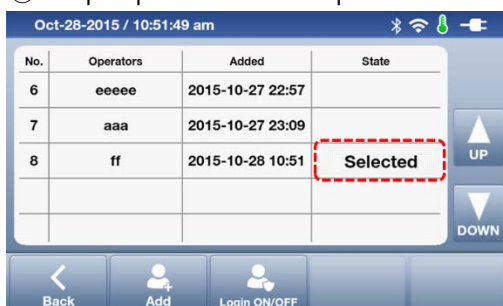 Oct-28-2015 / 10:51:49 am
No. Operators Added State
6 eeeee 2015-10-27 22:57
7 aaa 2015-10-27 23:09
8 ff 2015-10-28 10:51 Selected
UP
DOWN
Back Add Login ON/OFF